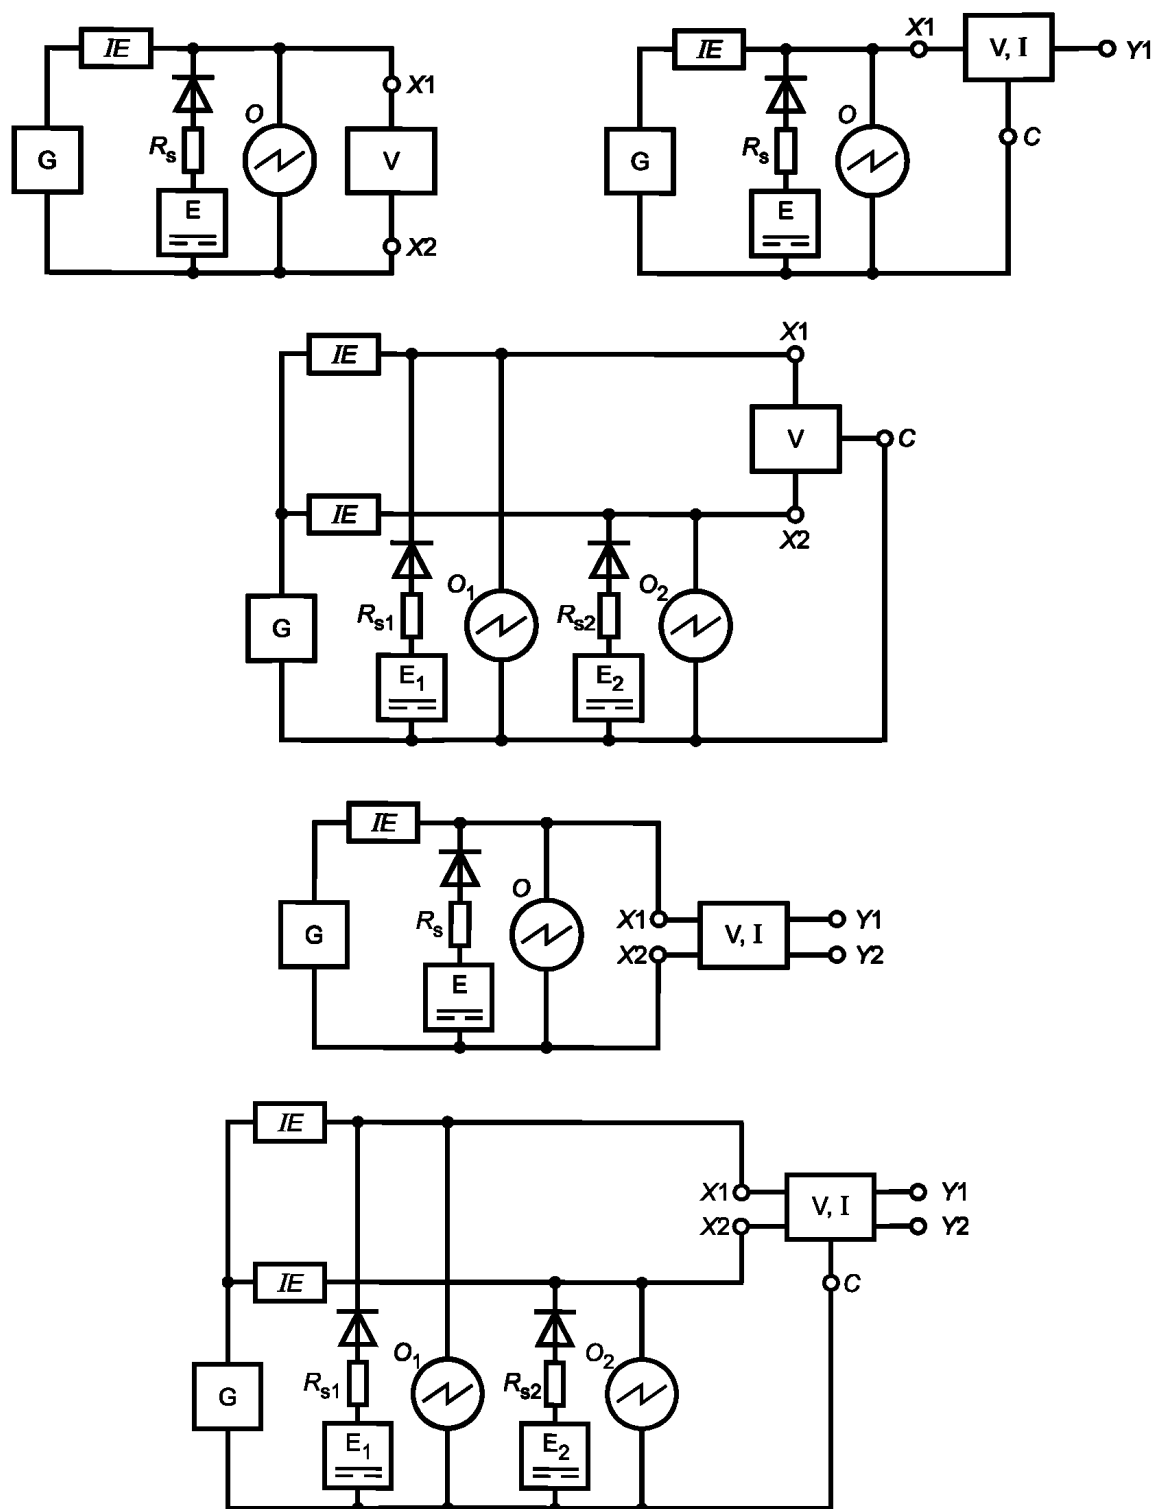 IE
X1
O
G
Rs
V
E
X2
IE
X1
V, I
Y1
O
G
Rs
C
E
X1
IE
V
C
IE
X2
O1
O2
G
Rs1
Rs2
E1
E2
IE
O
X1
Y1
G
Rs
V, I
X2
Y2
E
IE
X1
Y1
V, I
X2
Y2
IE
C
O1
O2
G
Rs1
Rs2
E1
E2